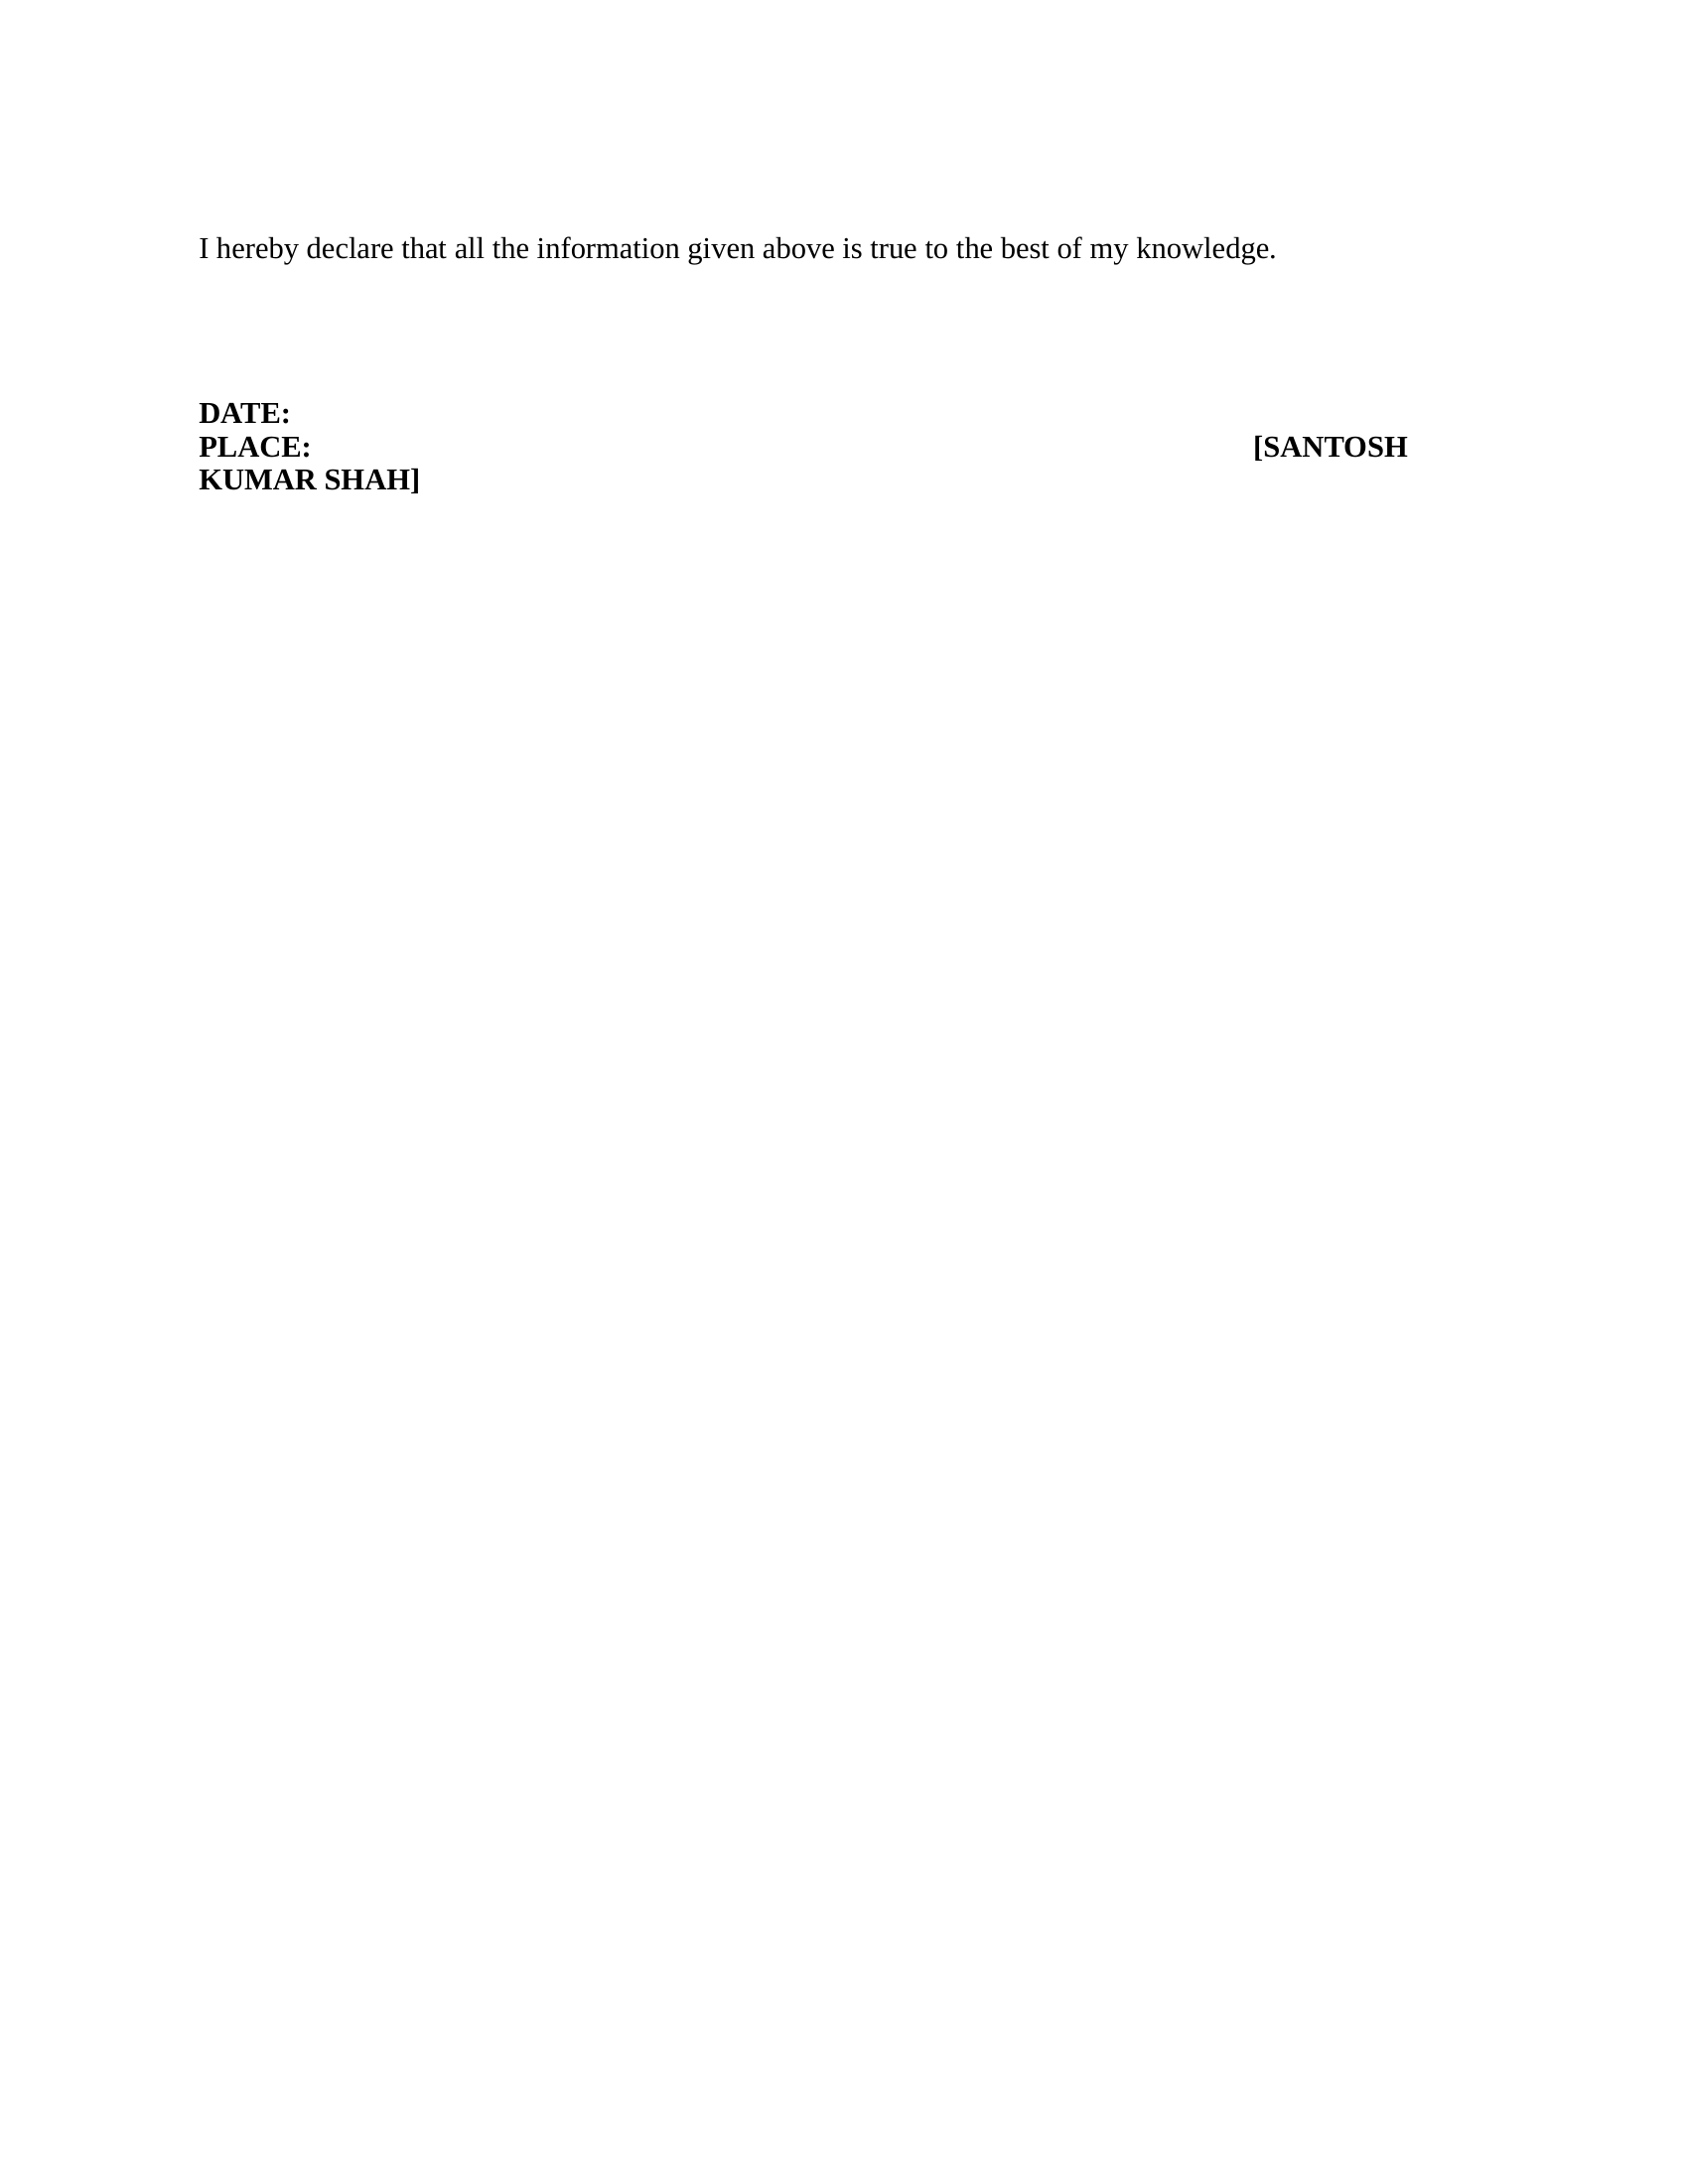 I hereby declare that all the information given above is true to the best of my knowledge.
DATE:
PLACE: [SANTOSH
KUMAR SHAH]